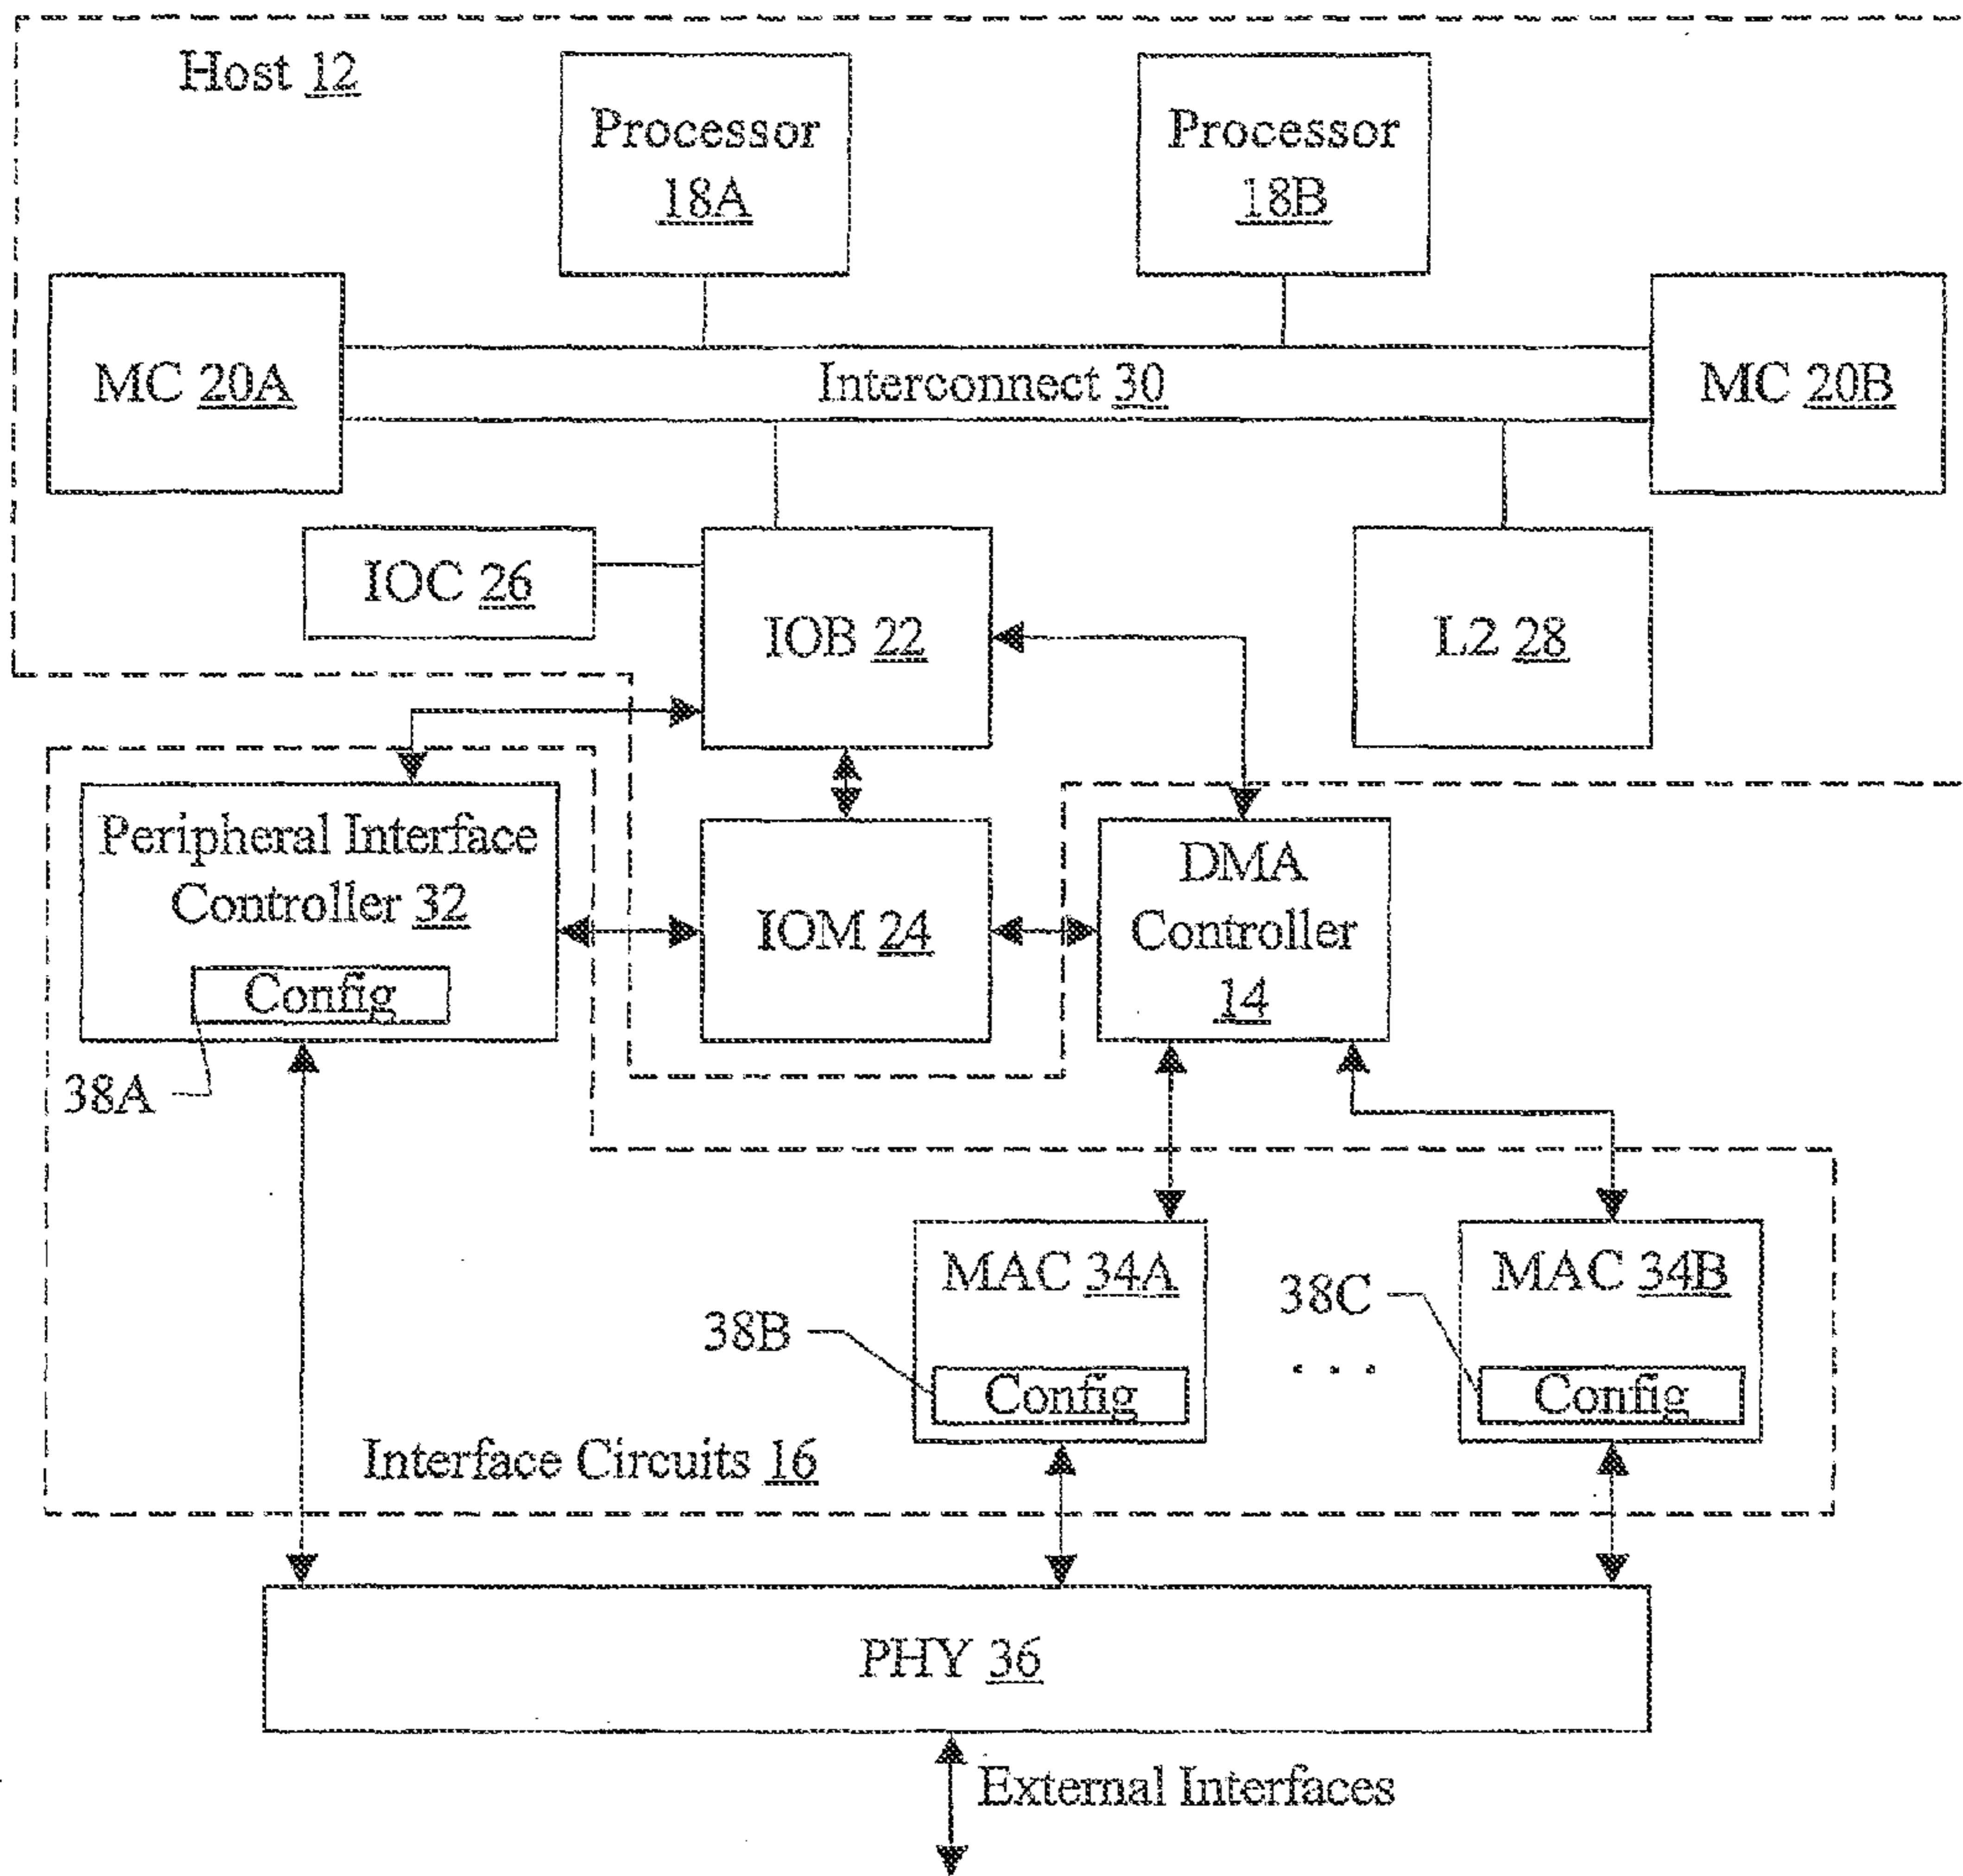 Host 12
Processor
18A
Processor
18B
MC 20A
Interconnect 30
MC 20B
IOC 26
IOB 22
L2 28
Peripheral Interface
Controller 32
Config
38A
IOM 24
DMA
Controller
14
MAC 34A
38B
Config
. . .
MAC 34B
38C
Config
Interface Circuits 16
PHY 36
External Interfaces